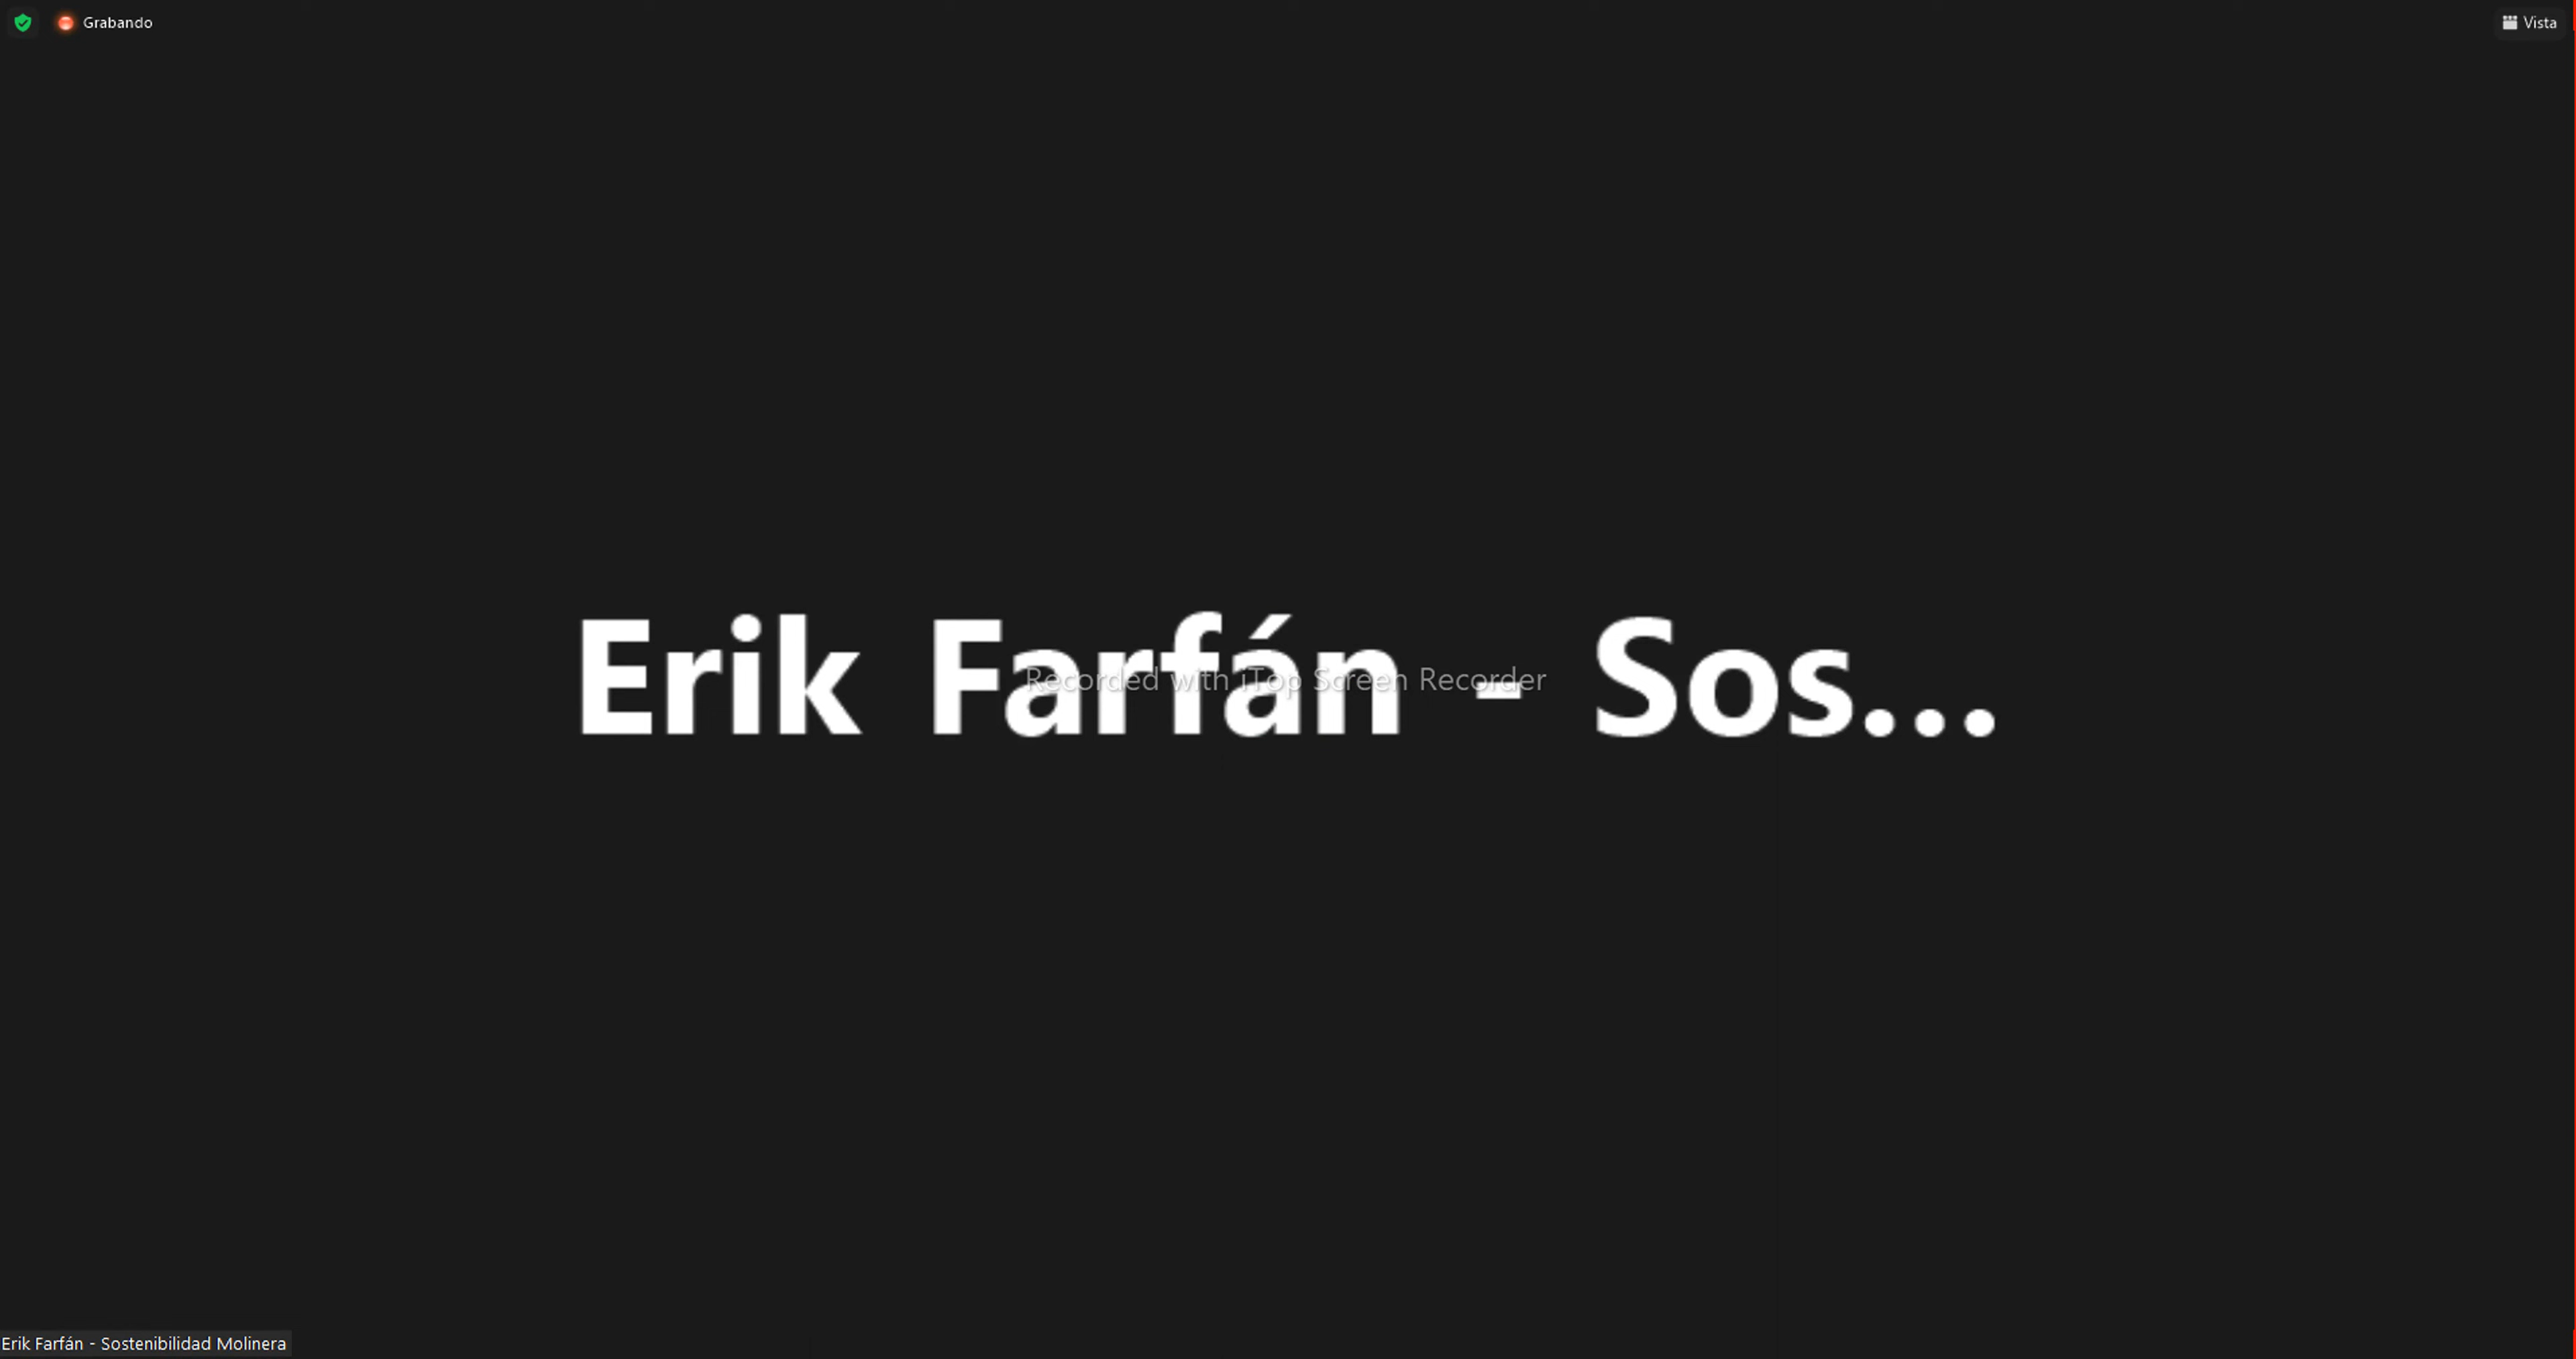 Grabando
Vista
Erik Farfán - Sos...
Recorded with iTop Screen Recorder
Erik Farfán - Sostenibilidad Molinera